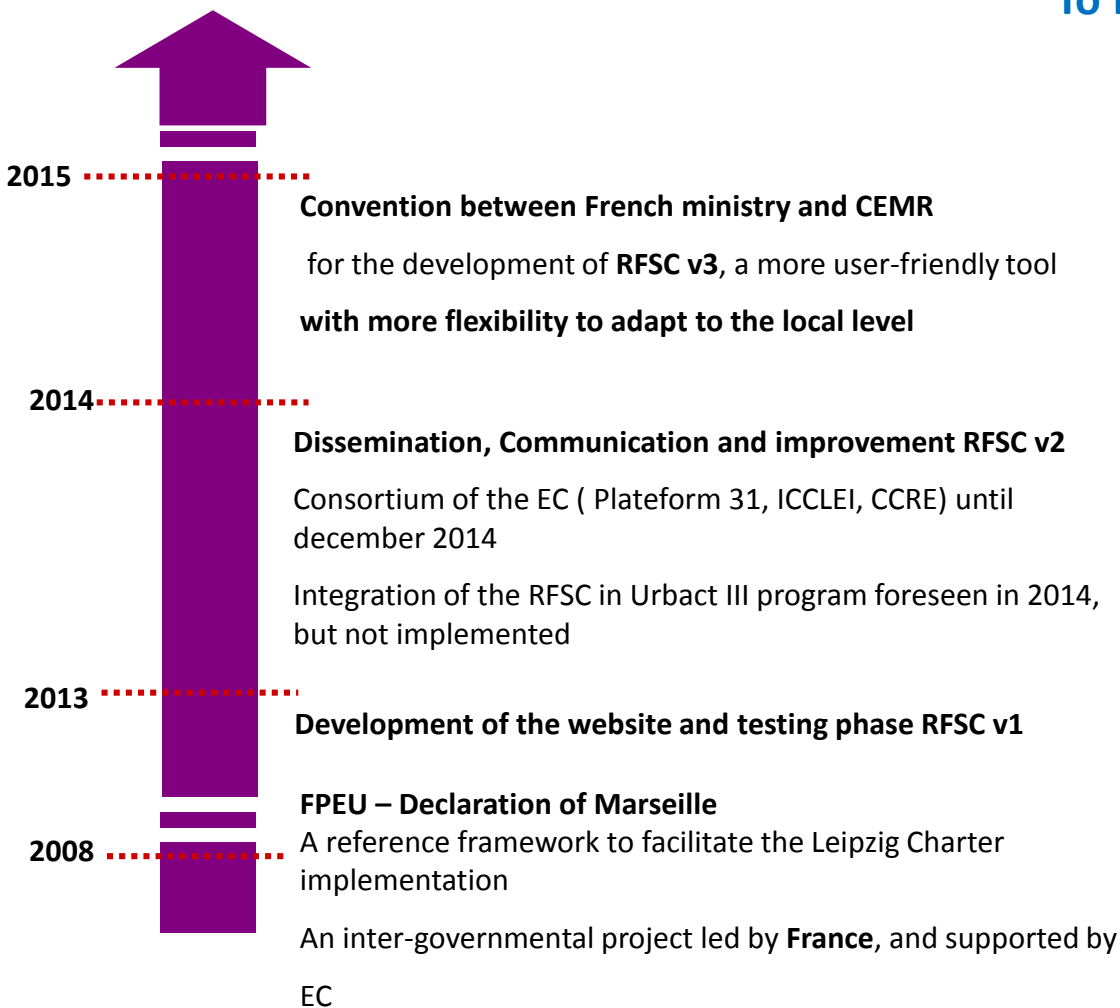 To
2015
Convention between French ministry and CEMR
for the development of RFSC v3, a more user-friendly tool
with more flexibility to adapt to the local level
2014
Dissemination, Communication and improvement RFSC v2
Consortium of the EC ( Plateform 31, ICCLEI, CCRE) until
december 2014
Integration of the RFSC in Urbact III program foreseen in 2014,
but not implemented
2013
Development of the website and testing phase RFSC v1
FPEU – Declaration of Marseille
2008
A reference framework to facilitate the Leipzig Charter
implementation
An inter-governmental project led by France, and supported by
EC